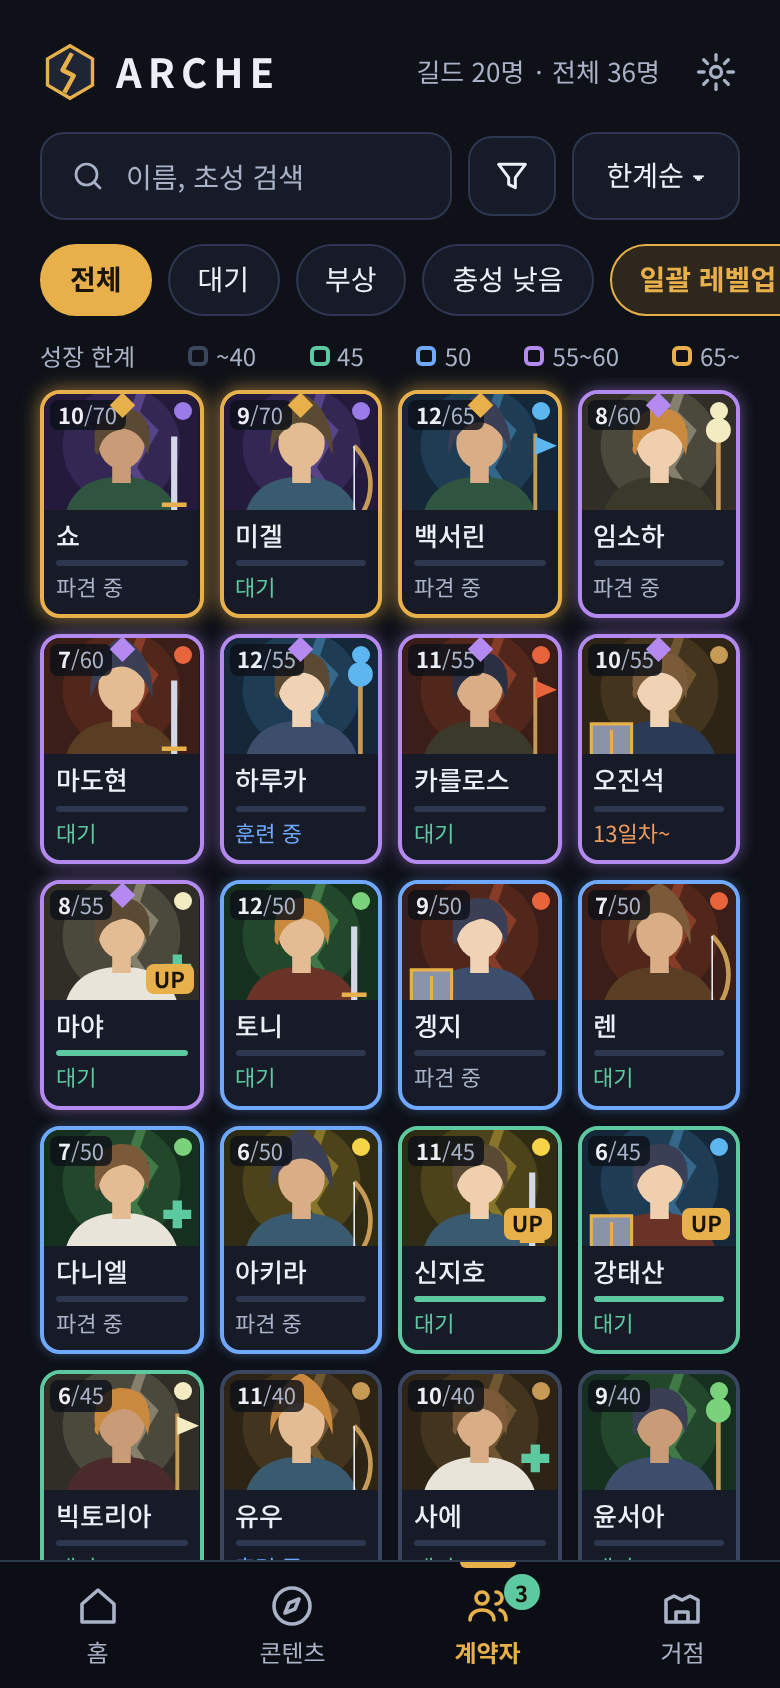 ARCHE
길드 20명 · 전체 36명
이름, 초성 검색
한계순
전체 대기 부상 충성 낮음 일괄 레벨업
성장 한계 ~40 45 50 55~60 65~
10/70 9/70 12/65 8/60
쇼 미겔 백서린 임소하
파견 중 대기 파견 중 파견 중
7/60 12/55 11/55 10/55
마도현 하루카 카를로스 오진석
대기 훈련 중 대기 13일차~
8/55 12/50 9/50 7/50
UP
마야 토니 겡지 렌
대기 대기 파견 중 대기
7/50 6/50 11/45 6/45
UP UP
다니엘 아키라 신지호 강태산
파견 중 파견 중 대기 대기
6/45 11/40 10/40 9/40
빅토리아 유우 사에 윤서아
3
홈 콘텐츠 계약자 거점